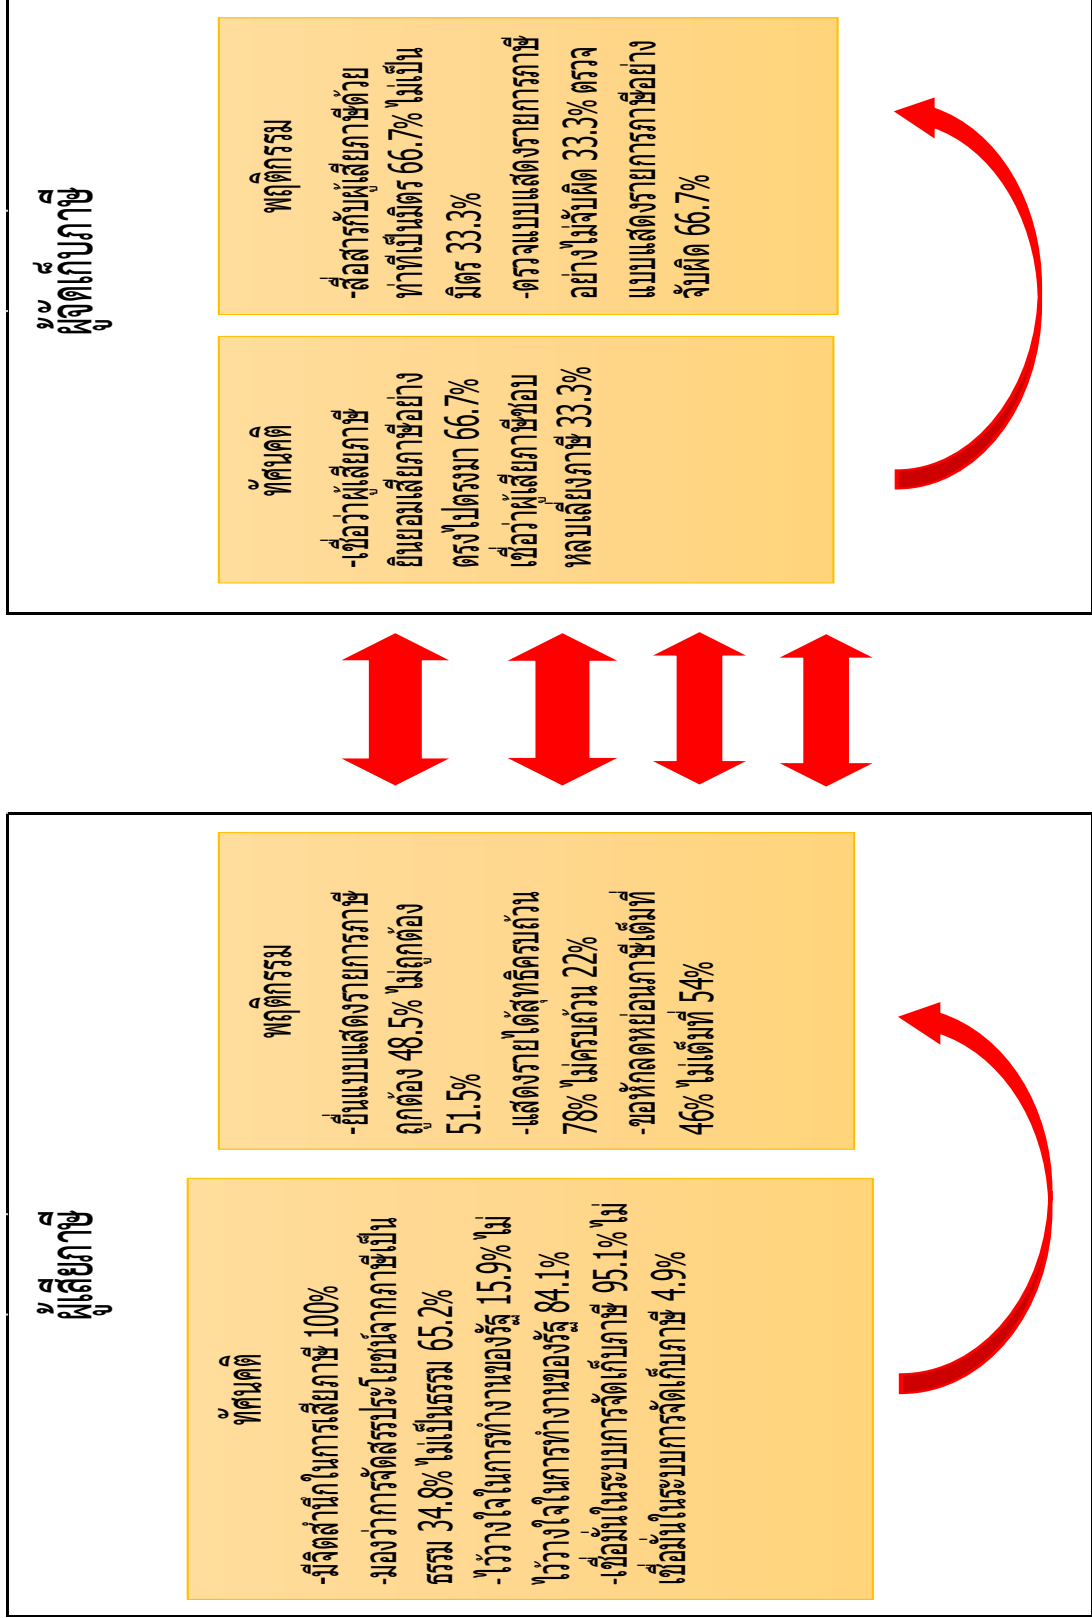 ผู้เสียภาษี
ทัศนคติ
-มีจิตสำนึกในการเสียภาษี 100%
-มองว่าการจัดสรรประโยชน์จากภาษีเป็น
ธรรม 34.8% ไม่เป็นธรรม 65.2%
-ไว้วางใจในการทำงานของรัฐ 15.9% ไม่
ไว้วางใจในการทำงานของรัฐ 84.1%
-เชื่อมั่นในระบบการจัดเก็บภาษี 95.1% ไม่
เชื่อมั่นในระบบการจัดเก็บภาษี 4.9%
พฤติกรรม
-ยื่นแบบแสดงรายการภาษี
ถูกต้อง 48.5% ไม่ถูกต้อง
51.5%
-แสดงรายได้สุทธิครบถ้วน
78% ไม่ครบถ้วน 22%
-ขอหักลดหย่อนภาษีเต็มที่
46% ไม่เต็มที่ 54%
ผู้จัดเก็บภาษี
ทัศนคติ
-เชื่อว่าผู้เสียภาษี
ยินยอมเสียภาษีอย่าง
ตรงไปตรงมา 66.7%
เชื่อว่าผู้เสียภาษีชอบ
หลบเลี่ยงภาษี 33.3%
พฤติกรรม
-สื่อสารกับผู้เสียภาษีด้วย
ท่าทีเป็นมิตร 66.7% ไม่เป็น
มิตร 33.3%
-ตรวจแบบแสดงรายการภาษี
อย่างไม่จับผิด 33.3% ตรวจ
แบบแสดงรายการภาษีอย่าง
จับผิด 66.7%